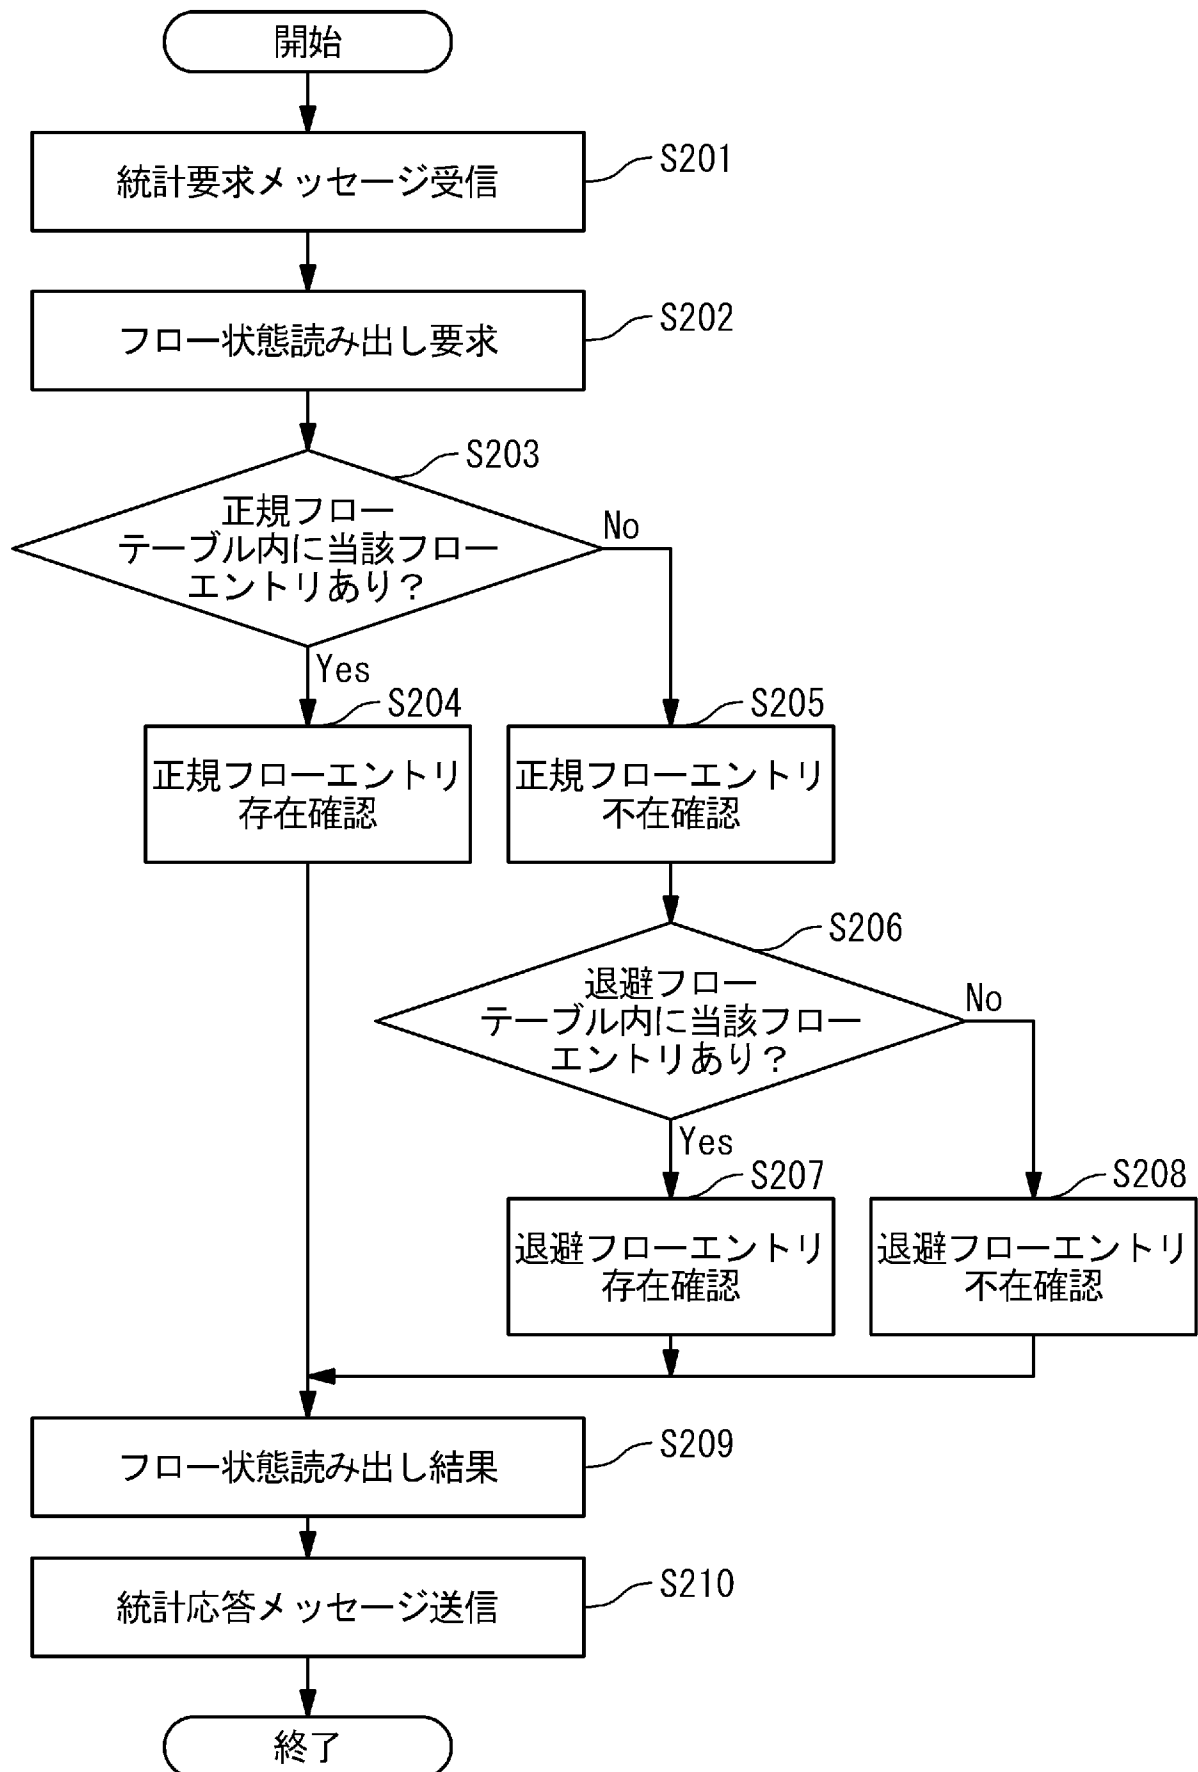 開始
統計要求メッセージ受信
S201
フロー状態読み出し要求
S202
S203
正規フロー
テーブル内に当該フロー
エントリあり?
No
Yes
S204
正規フローエントリ
存在確認
S205
正規フローエントリ
不在確認
S206
退避フロー
テーブル内に当該フロー
エントリあり?
No
Yes
S207
退避フローエントリ
存在確認
S208
退避フローエントリ
不在確認
フロー状態読み出し結果
S209
統計応答メッセージ送信
S210
終了